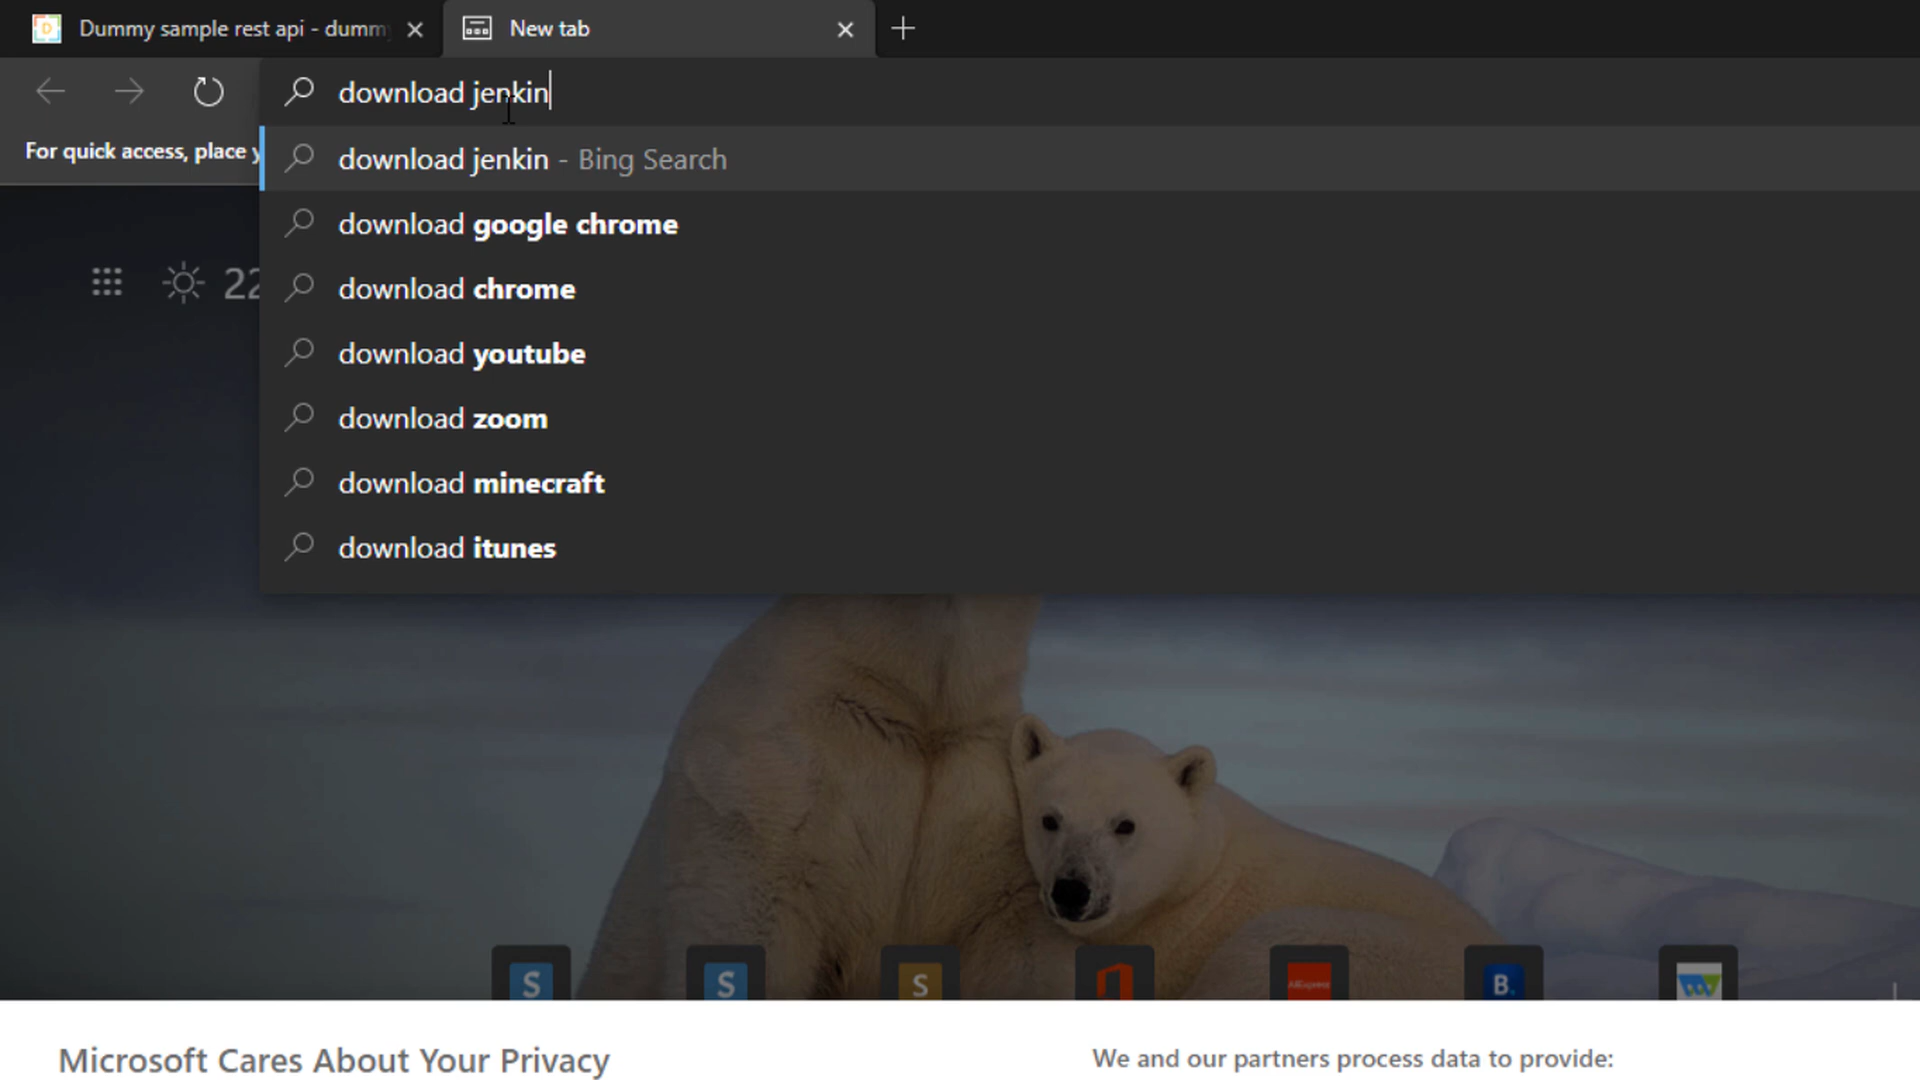 Dummy sample rest api - dummy
New tab
download jenkin
For quick access, place y
download jenkin - Bing Search
download google chrome
22
download chrome
download youtube
download zoom
download minecraft
download itunes
S
S
S
AliExpress
B.
Microsoft Cares About Your Privacy
We and our partners process data to provide: